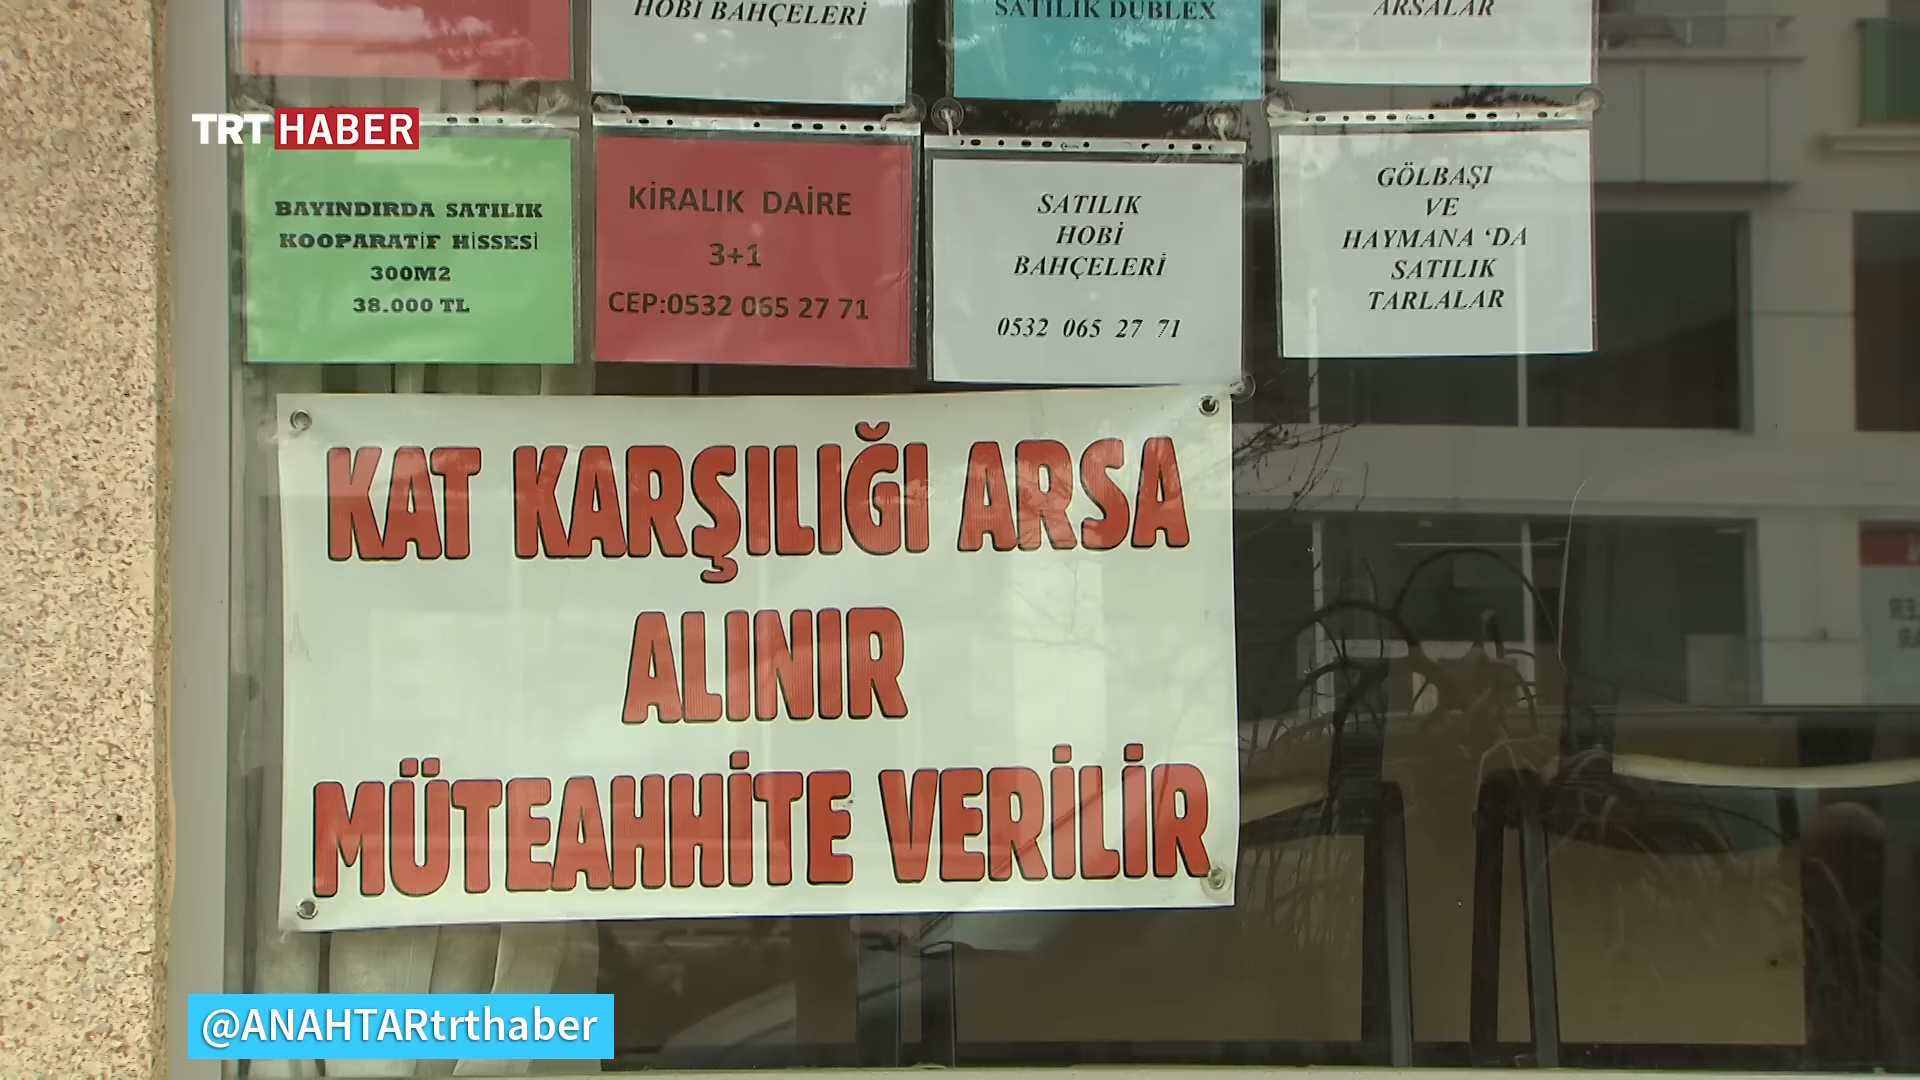 HOBİ BAHÇELERİ
SATILIK DUBLEX
ARSALAR
TRT HABER
BAYINDIRDA SATILIK
KOOPARATİF HİSSESİ
300M2
38.000 TL
KİRALIK DAİRE
3+1
CEP:0532 065 27 71
SATILIK
HOBİ
BAHÇELERİ
0532 065 27 71
GÖLBAŞI
VE
HAYMANA ‘DA
SATILIK
TARLALAR
KAT KARŞILIĞI ARSA
ALINIR
MÜTEAHHİTE VERİLİR
@ANAHTARtrthaber